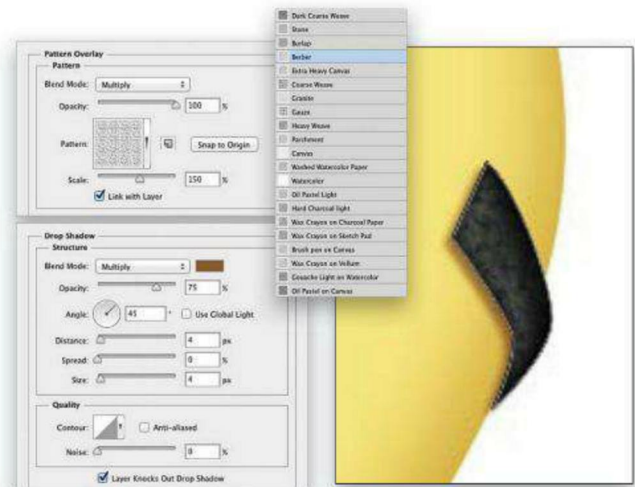 Pattern Overlay
Pattern
Blend Mode: Multiply
Opacity: 100 %
Pattern:
Snap to Origin
Scale: 150 %
Link with Layer
Drop Shadow
Structure
Blend Mode: Multiply
Opacity: 75 %
Angle: 45 ° Use Global Light
Distance: 4 px
Spread: 0 %
Size: 4 px
Quality
Contour: Anti-aliased
Noise: 0 %
Layer Knocks Out Drop Shadow
Dark Coarse Weave
Stone
Burlap
Berber
Extra Heavy Canvas
Coarse Weave
Granite
Gauze
Heavy Weave
Parchment
Canvas
Washed Watercolor Paper
Watercolor
Oil Pastel Light
Hard Charcoal light
Wax Crayon on Charcoal Paper
Wax Crayon on Sketch Pad
Brush pen on Canvas
Wax Crayon on Vellum
Gouache Light on Watercolor
Oil Pastel on Canvas